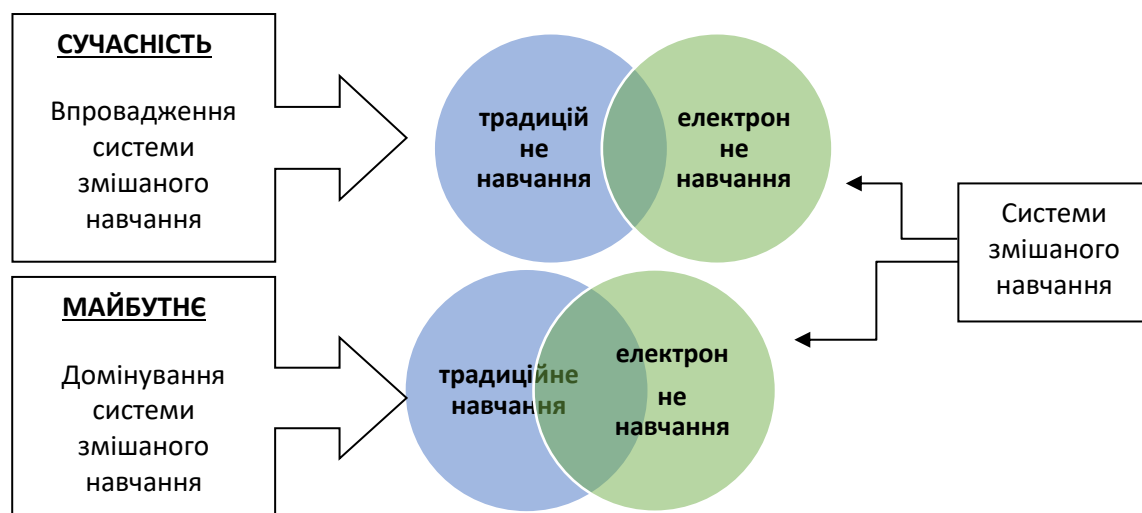 СУЧАСНІСТЬ
Впровадження
системи
змішаного
навчання
традицій
не
навчання
електрон
не
навчання
Системи
змішаного
навчання
МАЙБУТНЄ
Домінування
системи
змішаного
навчання
традиційне
навчання
електрон
не
навчання